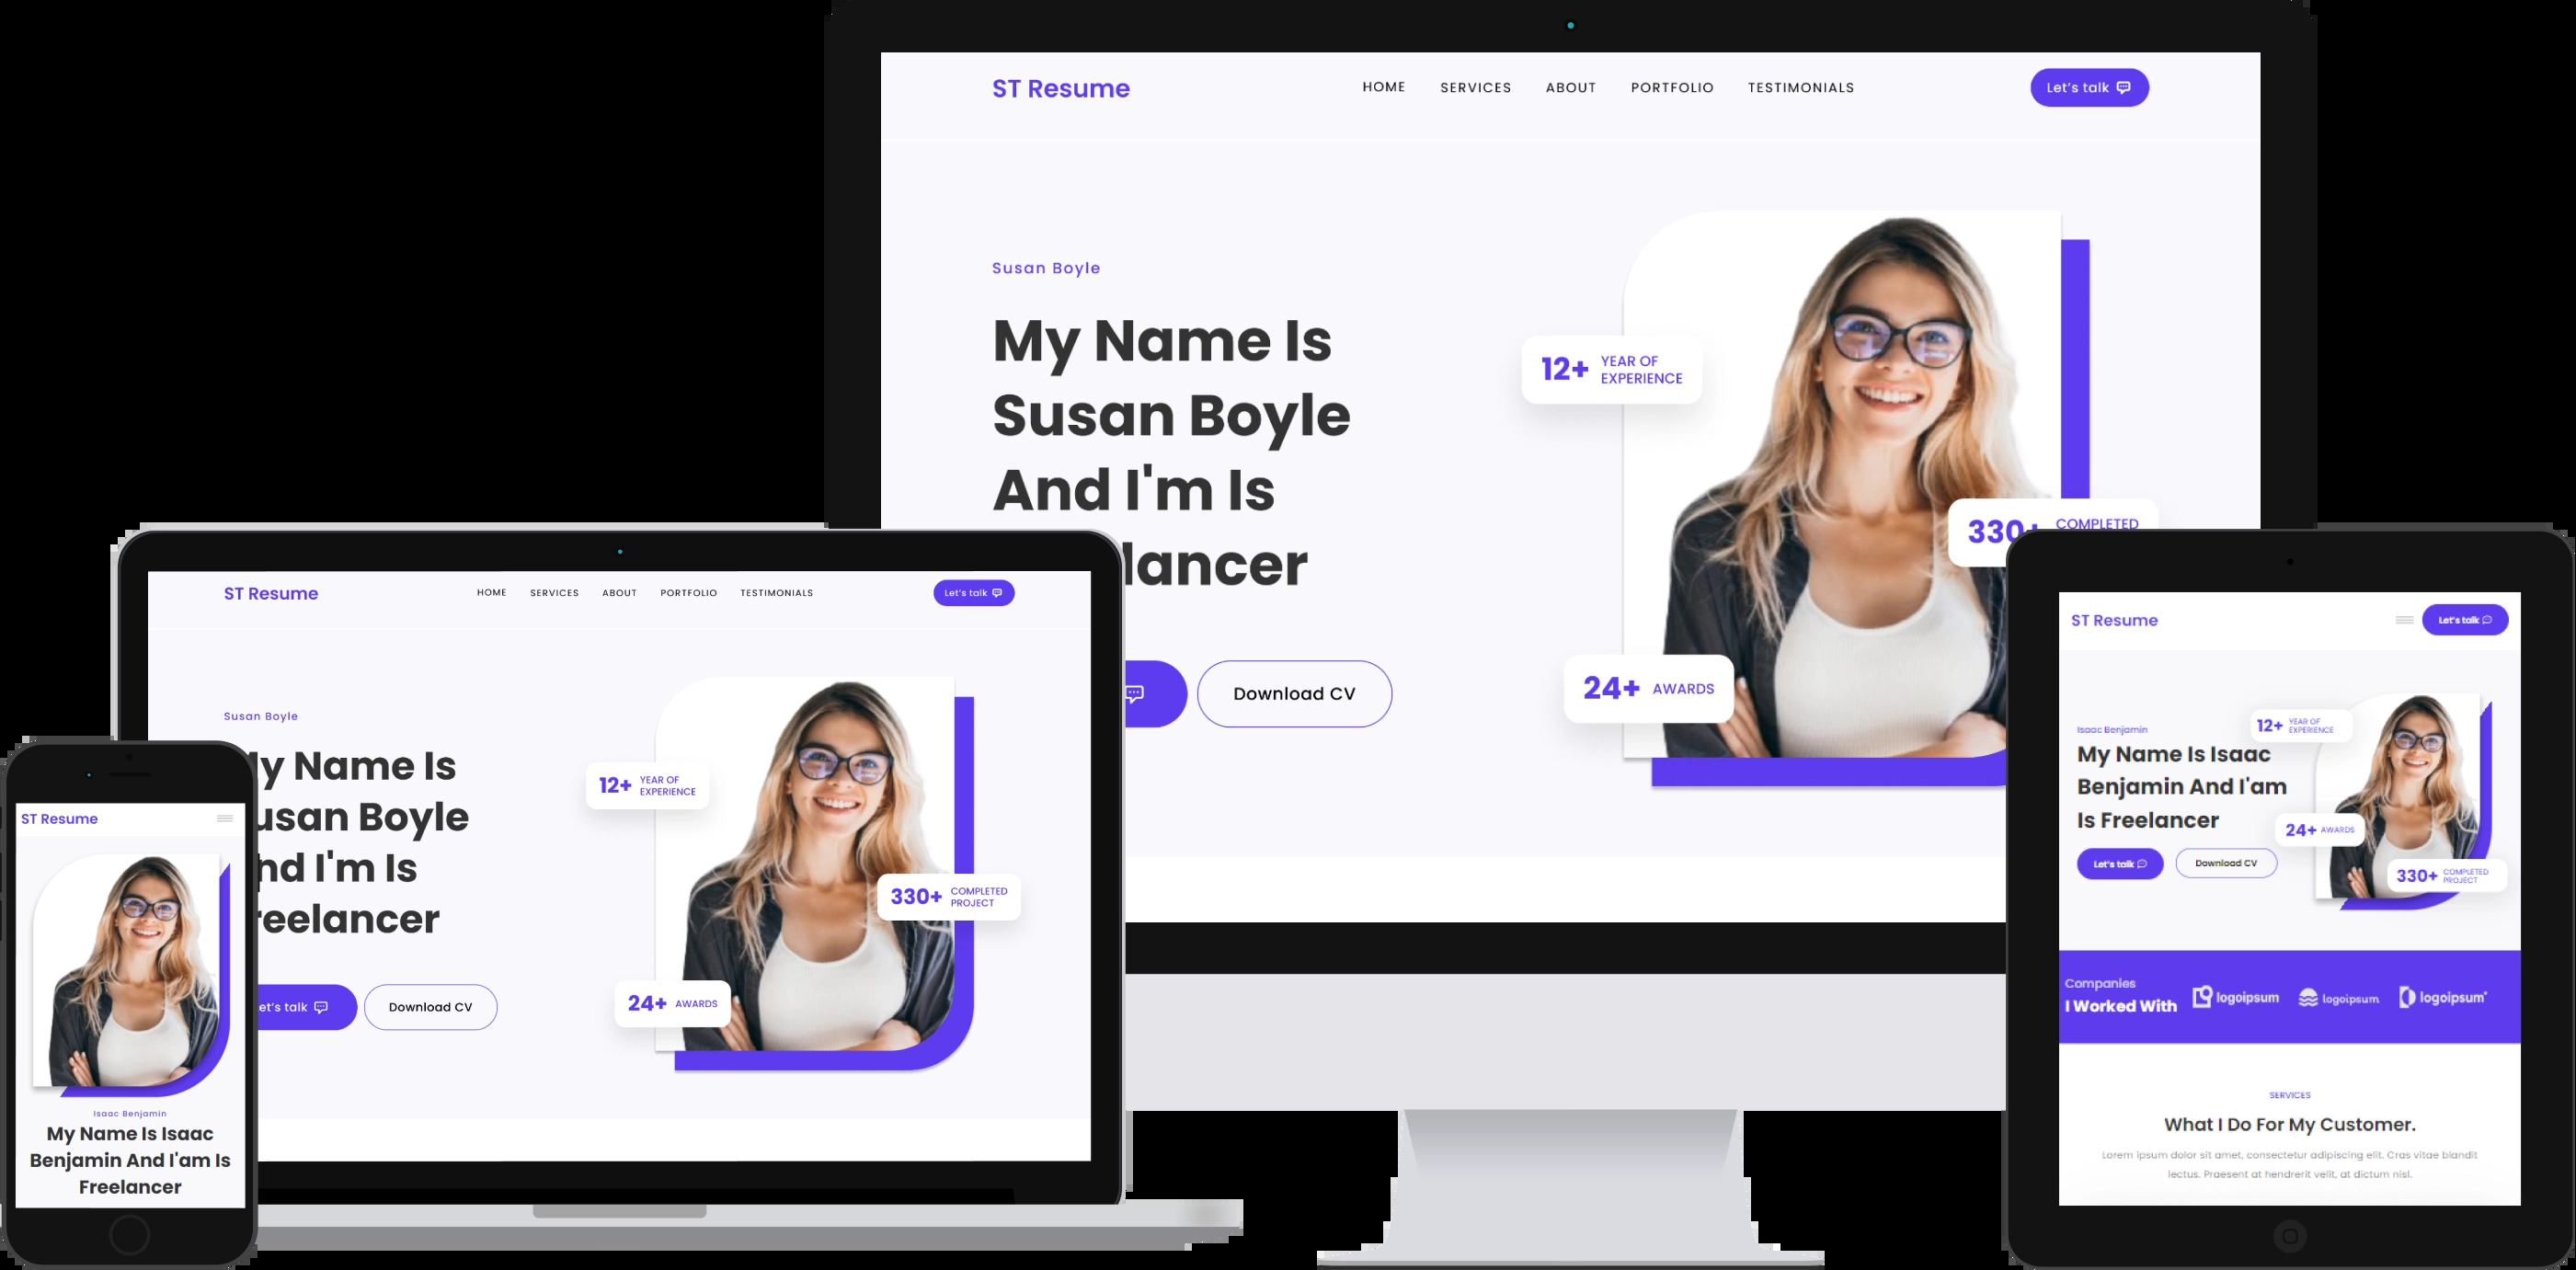 ST Resume
HOME SERVICES ABOUT PORTFOLIO TESTIMONIALS
Let's talk
Susan Boyle
My Name Is
Susan Boyle
And I'm Is
lancer
Download CV
12+ YEAR OF
EXPERIENCE
330+ COMPLETED
24+ AWARDS
ST Resume
HOME SERVICES ABOUT PORTFOLIO TESTIMONIALS
Let's talk
Susan Boyle
y Name Is
usan Boyle
nd I'm Is
reelancer
et's talk
Download CV
12+ YEAR OF
EXPERIENCE
330+ COMPLETED
PROJECT
24+ AWARDS
ST Resume
Isaac Benjamin
My Name Is Isaac
Benjamin And I'am Is
Freelancer
ST Resume
Let's talk
Isaac Benjamin
My Name Is Isaac
Benjamin And I'am
Is Freelancer
Let's talk
Download CV
12+ YEAR OF
EXPERIENCE
24+ AWARDS
330+ COMPLETED
PROJECT
Companies
I Worked With
logoipsum logoipsum logoipsum
SERVICES
What I Do For My Customer.
Lorem ipsum dolor sit amet, consectetur adipiscing elit. Cras vitae blandit
lectus. Praesent at hendrerit velit, at dictum nisl.